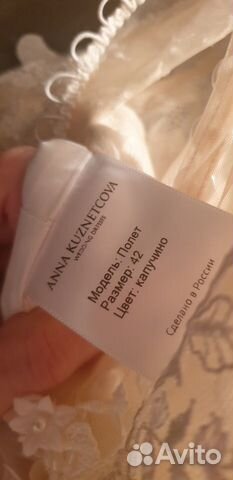 ANNA KUZNETCOVA
WEDDING DRESSES
Модель: Полет
Размер: 42
Цвет: капучино
Сделано в России
Avito